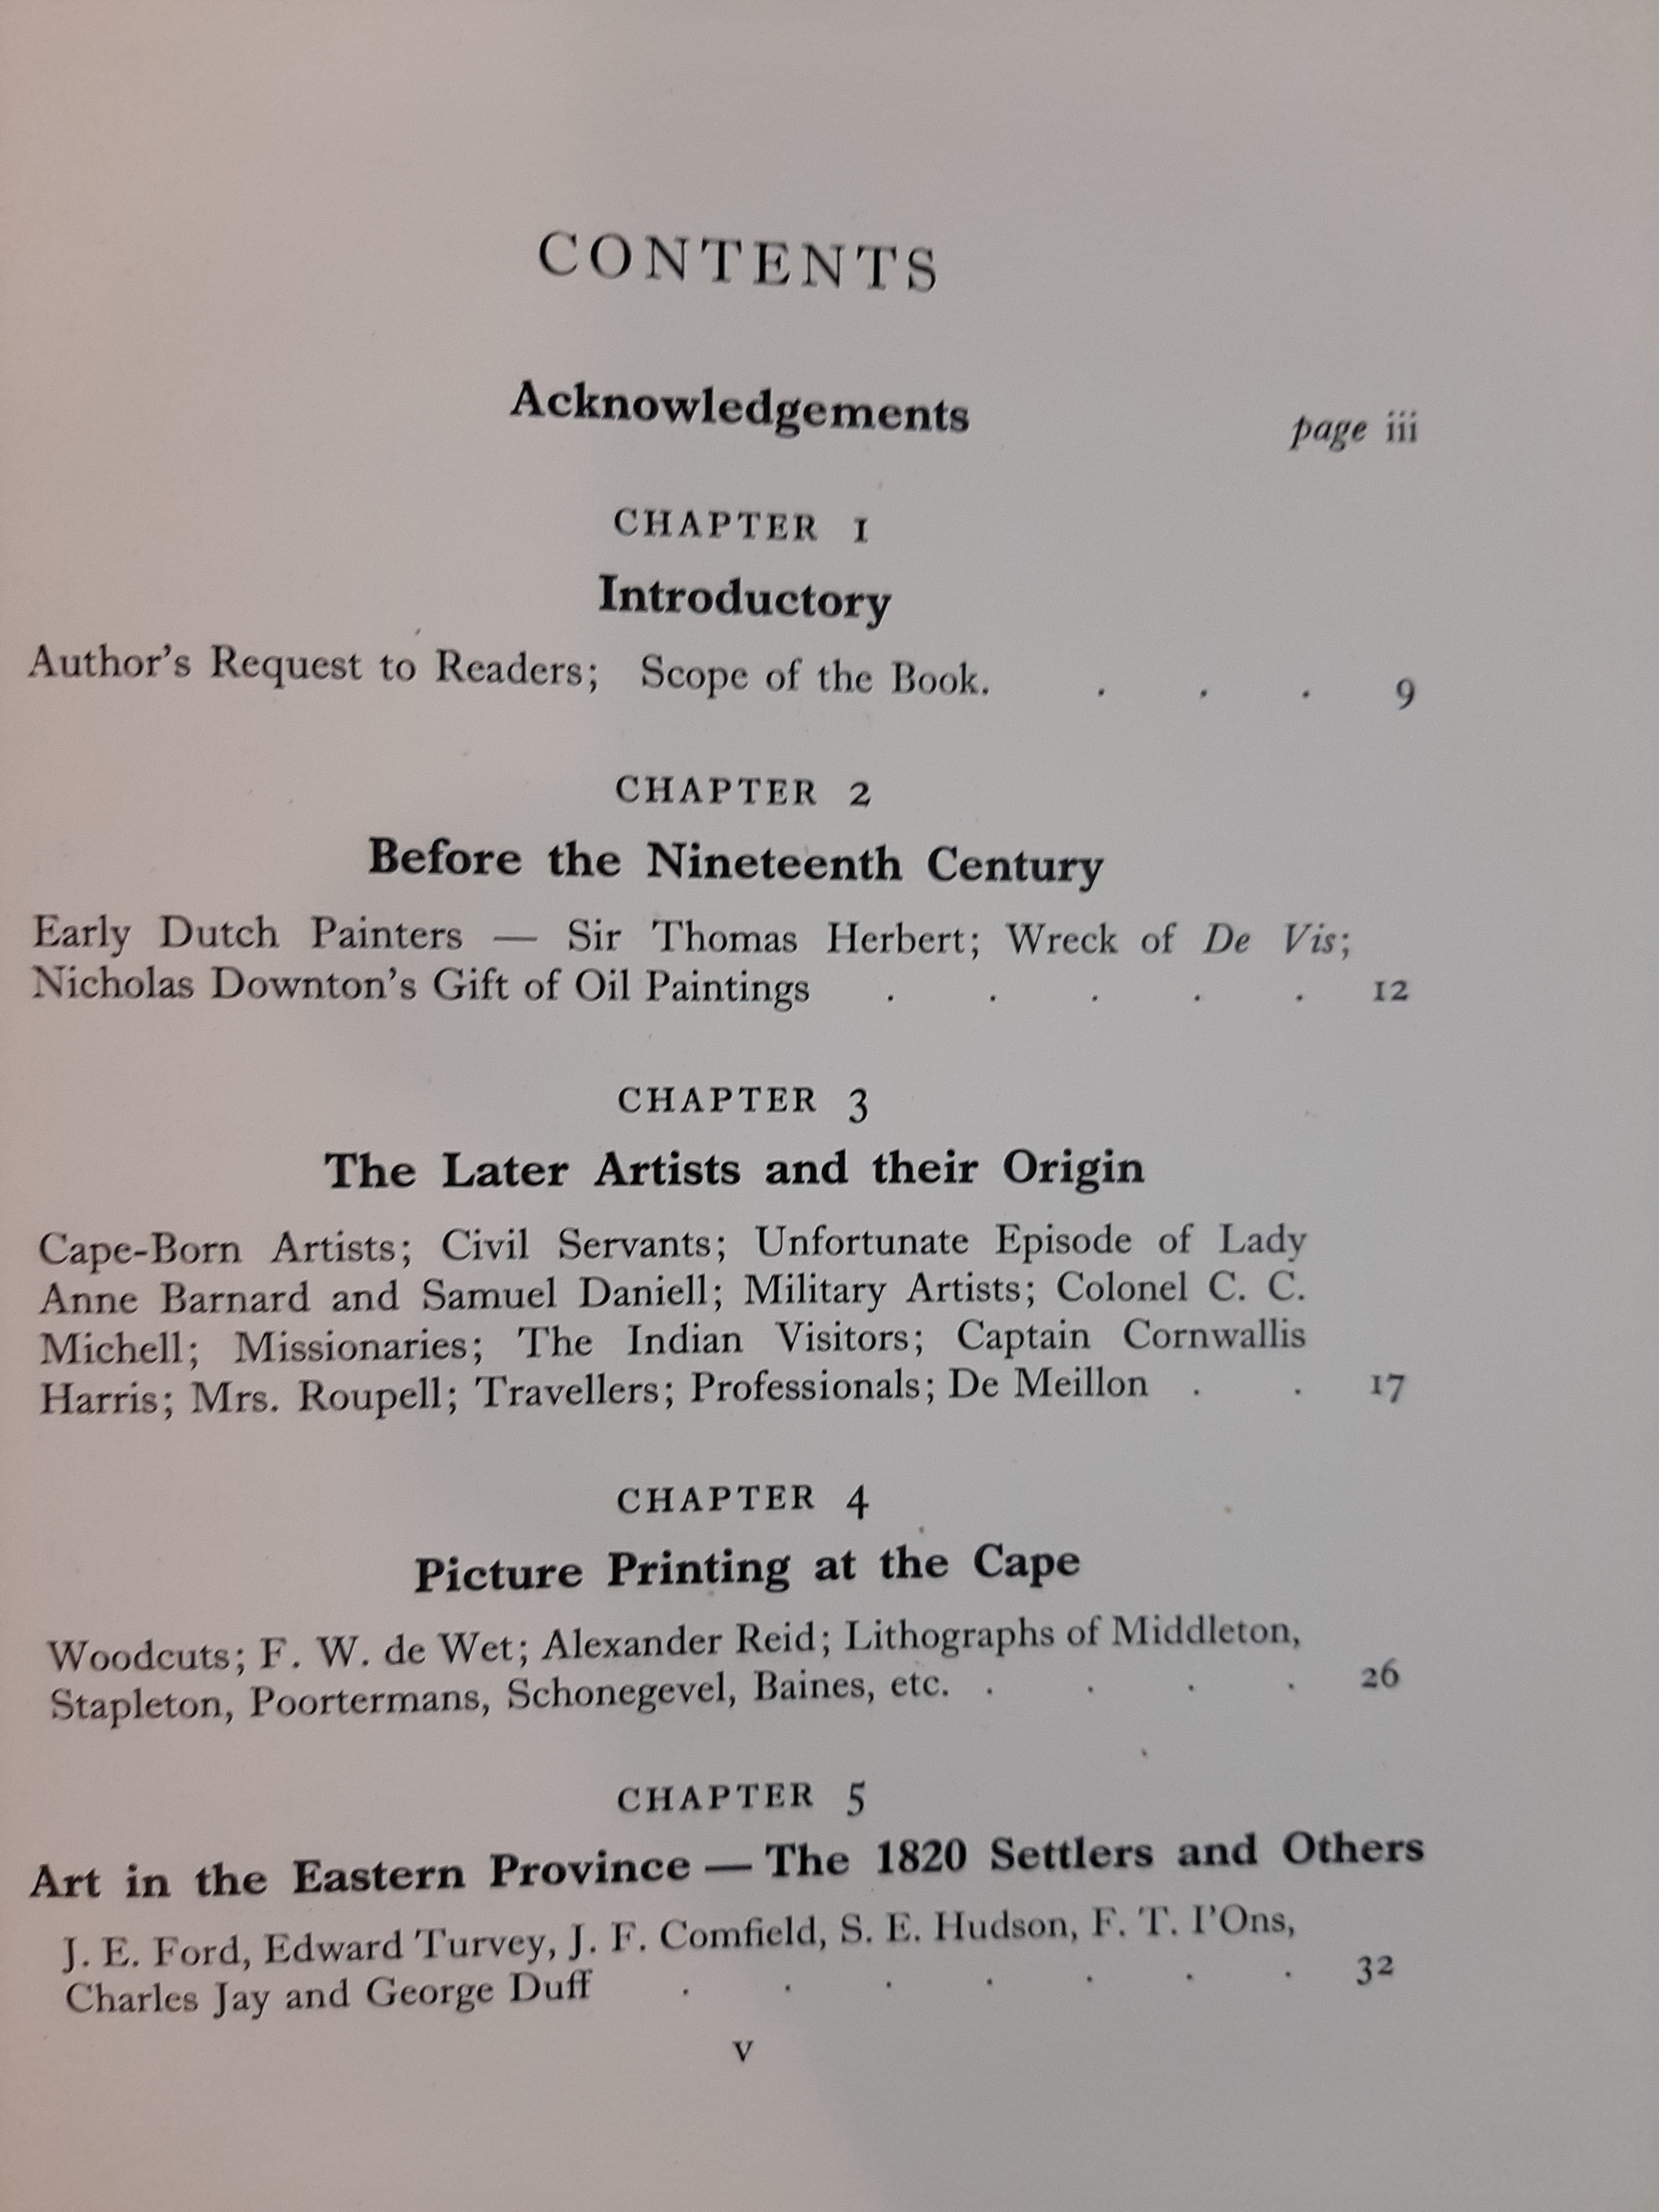 CONTENTS
Acknowledgements page iii
CHAPTER 1
Introductory
Author's Request to Readers; Scope of the Book. . . . 9
CHAPTER 2
Before the Nineteenth Century
Early Dutch Painters — Sir Thomas Herbert; Wreck of De Vis;
Nicholas Downton's Gift of Oil Paintings . . . . . 12
CHAPTER 3
The Later Artists and their Origin
Cape-Born Artists; Civil Servants; Unfortunate Episode of Lady
Anne Barnard and Samuel Daniell; Military Artists; Colonel C. C.
Michell; Missionaries; The Indian Visitors; Captain Cornwallis
Harris; Mrs. Roupell; Travellers; Professionals; De Meillon . . 17
CHAPTER 4
Picture Printing at the Cape
Woodcuts; F. W. de Wet; Alexander Reid; Lithographs of Middleton,
Stapleton, Poortermans, Schonegevel, Baines, etc. . . . . 26
CHAPTER 5
Art in the Eastern Province — The 1820 Settlers and Others
J. E. Ford, Edward Turvey, J. F. Comfield, S. E. Hudson, F. T. I'Ons,
Charles Jay and George Duff . . . . . . . 32
v